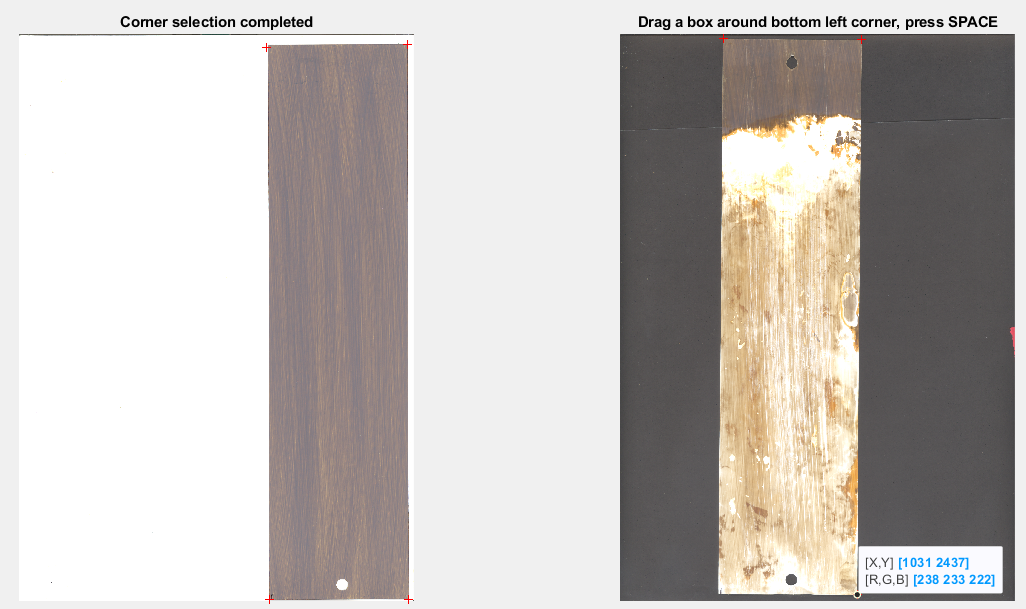 Corner selection completed
Drag a box around bottom left corner, press SPACE
[X,Y] [1031 2437]
[R,G,B] [238 233 222]